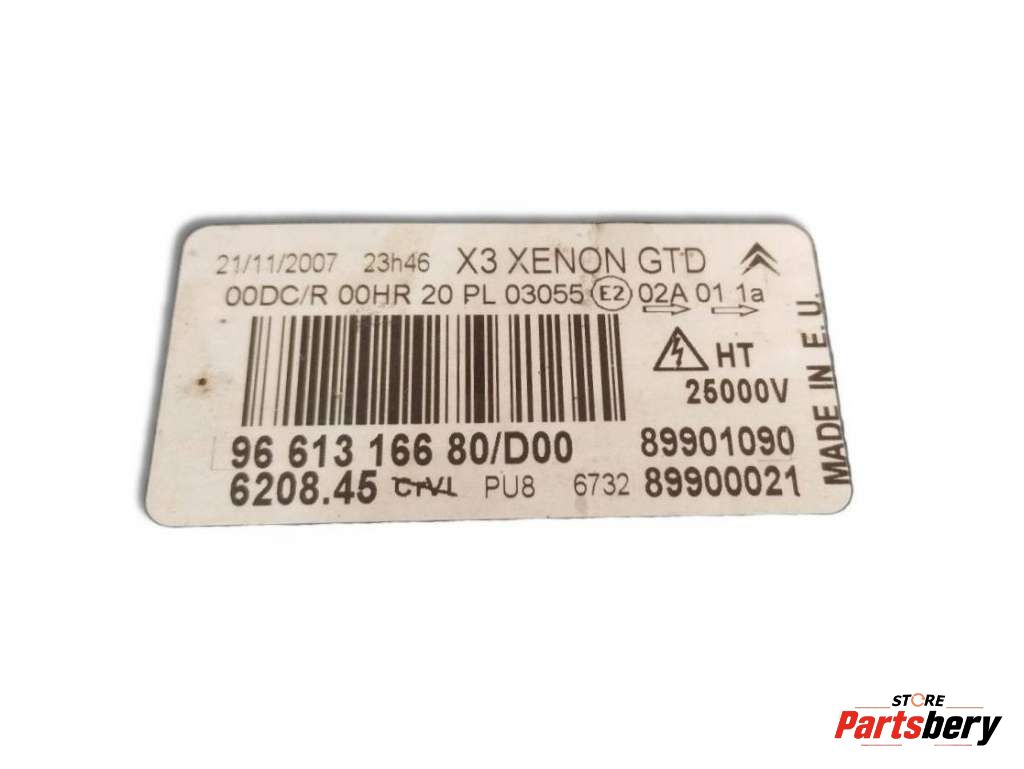 21/11/2007 23h46 X3 XENON GTD
00DC/R 00HR 20 PL 03055 E2 02A 01 1a
HT
25000V
MADE IN E.U.
96 613 166 80/D00 89901090
6208.45 CTVL PU8 6732 89900021
STORE
Partsbery